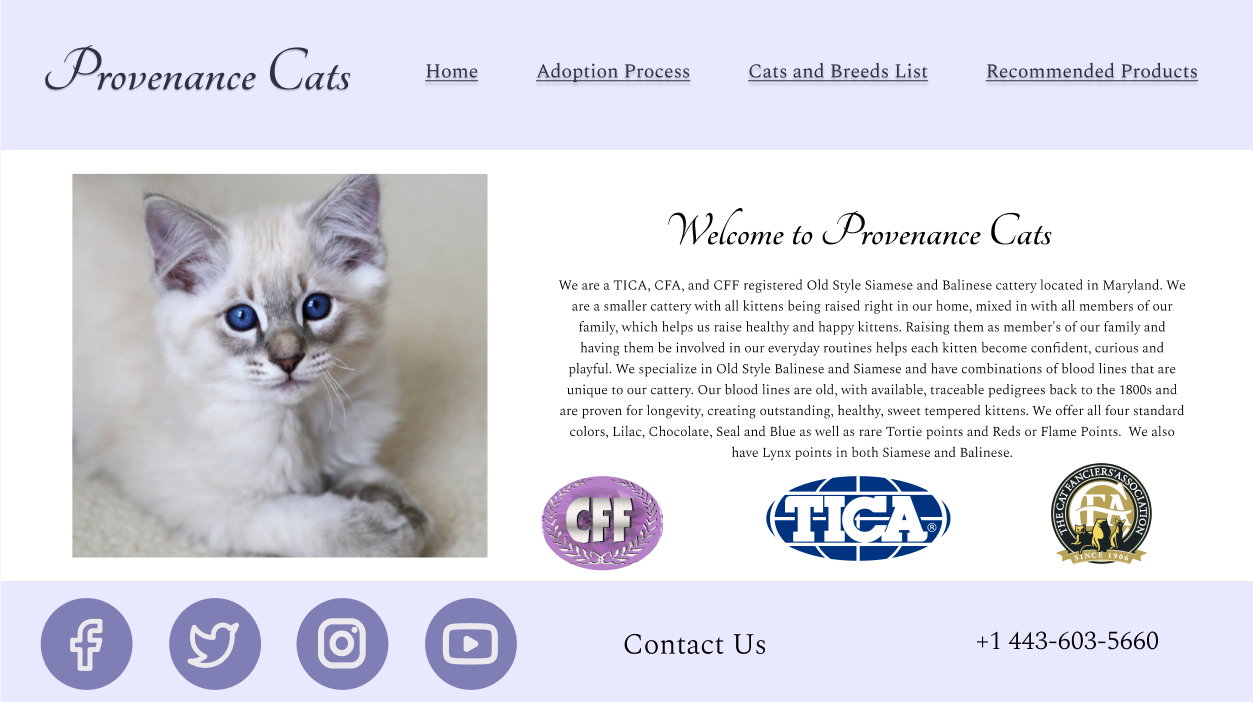 Provenance Cats
Home
Adoption Process
Cats and Breeds List
Recommended Products
Welcome to Provenance Cats
We are a TICA, CFA, and CFF registered Old Style Siamese and Balinese cattery located in Maryland. We
are a smaller cattery with all kittens being raised right in our home, mixed in with all members of our
family, which helps us raise healthy and happy kittens. Raising them as member's of our family and
having them be involved in our everyday routines helps each kitten become confident, curious and
playful. We specialize in Old Style Balinese and Siamese and have combinations of blood lines that are
unique to our cattery. Our blood lines are old, with available, traceable pedigrees back to the 1800s and
are proven for longevity, creating outstanding, healthy, sweet tempered kittens. We offer all four standard
colors, Lilac, Chocolate, Seal and Blue as well as rare Tortie points and Reds or Flame Points.  We also
have Lynx points in both Siamese and Balinese.
CFF
TICA®
THE CAT FANCIERS' ASSOCIATION
CFA
SINCE 1906
Contact Us
+1 443-603-5660